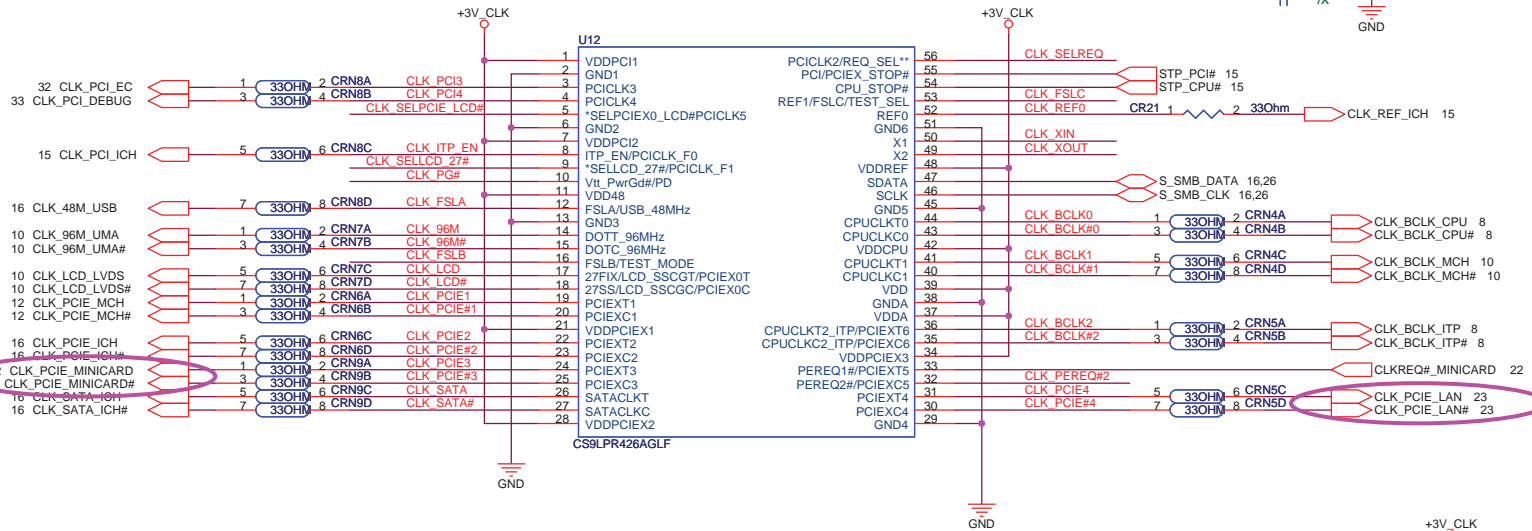 +3V_CLK +3V_CLK GND
U12
1 VDDPCI1 PCICLK2/REQ_SEL** 56 CLK_SELREQ
2 GND1 PCI/PCIEX_STOP# 55 STP_PCI# 15
32 CLK_PCI_EC 1 33OHM 2 CRN8A CLK_PCI3 3 PCICLK3 CPU_STOP# 54 STP_CPU# 15
33 CLK_PCI_DEBUG 3 33OHM 4 CRN8B CLK_PCI4 4 PCICLK4 REF1/FSLC/TEST_SEL 53 CLK_FSLC
CLK_SELPCIE_LCD# 5 *SELPCIEX0_LCD#PCICLK5 REF0 52 CLK_REF0 CR21 1 2 33Ohm CLK_REF_ICH 15
6 GND2 GND6 51
7 VDDPCI2 X1 50 CLK_XIN
15 CLK_PCI_ICH 5 33OHM 6 CRN8C CLK_ITP_EN 8 ITP_EN/PCICLK_F0 X2 49 CLK_XOUT
CLK_SELLCD_27# 9 *SELLCD_27#/PCICLK_F1 VDDREF 48
CLK_PG# 10 Vtt_PwrGd#/PD SDATA 47 S_SMB_DATA 16,26
11 VDD48 SCLK 46 S_SMB_CLK 16,26
16 CLK_48M_USB 7 33OHM 8 CRN8D CLK_FSLA 12 FSLA/USB_48MHz GND5 45
13 GND3 CPUCLKT0 44 CLK_BCLK0 1 33OHM 2 CRN4A CLK_BCLK_CPU 8
10 CLK_96M_UMA 1 33OHM 2 CRN7A CLK_96M 14 DOTT_96MHz CPUCLKC0 43 CLK_BCLK#0 3 33OHM 4 CRN4B CLK_BCLK_CPU# 8
10 CLK_96M_UMA# 3 33OHM 4 CRN7B CLK_96M# 15 DOTC_96MHz VDDCPU 42
CLK_FSLB 16 FSLB/TEST_MODE CPUCLKT1 41 CLK_BCLK1 5 33OHM 6 CRN4C CLK_BCLK_MCH 10
10 CLK_LCD_LVDS 5 33OHM 6 CRN7C CLK_LCD 17 27FIX/LCD_SSCGT/PCIEX0T CPUCLKC1 40 CLK_BCLK#1 7 33OHM 8 CRN4D CLK_BCLK_MCH# 10
10 CLK_LCD_LVDS# 7 33OHM 8 CRN7D CLK_LCD# 18 27SS/LCD_SSCGC/PCIEX0C VDD 39
12 CLK_PCIE_MCH 1 33OHM 2 CRN6A CLK_PCIE1 19 PCIEXT1 GNDA 38
12 CLK_PCIE_MCH# 3 33OHM 4 CRN6B CLK_PCIE#1 20 PCIEXC1 VDDA 37
21 VDDPCIEX1 CPUCLKT2_ITP/PCIEXT6 36 CLK_BCLK2 1 33OHM 2 CRN5A CLK_BCLK_ITP 8
16 CLK_PCIE_ICH 5 33OHM 6 CRN6C CLK_PCIE2 22 PCIEXT2 CPUCLKC2_ITP/PCIEXC6 35 CLK_BCLK#2 3 33OHM 4 CRN5B CLK_BCLK_ITP# 8
16 CLK_PCIE_ICH# 7 33OHM 8 CRN6D CLK_PCIE#2 23 PCIEXC2 VDDPCIEX3 34
CLK_PCIE_MINICARD 1 33OHM 2 CRN9A CLK_PCIE3 24 PCIEXT3 PEREQ1#/PCIEXT5 33 CLKREQ#_MINICARD 22
CLK_PCIE_MINICARD# 3 33OHM 4 CRN9B CLK_PCIE#3 25 PCIEXC3 PEREQ2#/PCIEXC5 32 CLK_PEREQ#2
16 CLK_SATA_ICH 5 33OHM 6 CRN9C CLK_SATA 26 SATACLKT PCIEXT4 31 CLK_PCIE4 5 33OHM 6 CRN5C CLK_PCIE_LAN 23
16 CLK_SATA_ICH# 7 33OHM 8 CRN9D CLK_SATA# 27 SATACLKC PCIEXC4 30 CLK_PCIE#4 7 33OHM 8 CRN5D CLK_PCIE_LAN# 23
28 VDDPCIEX2 GND4 29
CS9LPR426AGLF
GND GND
+3V_CLK